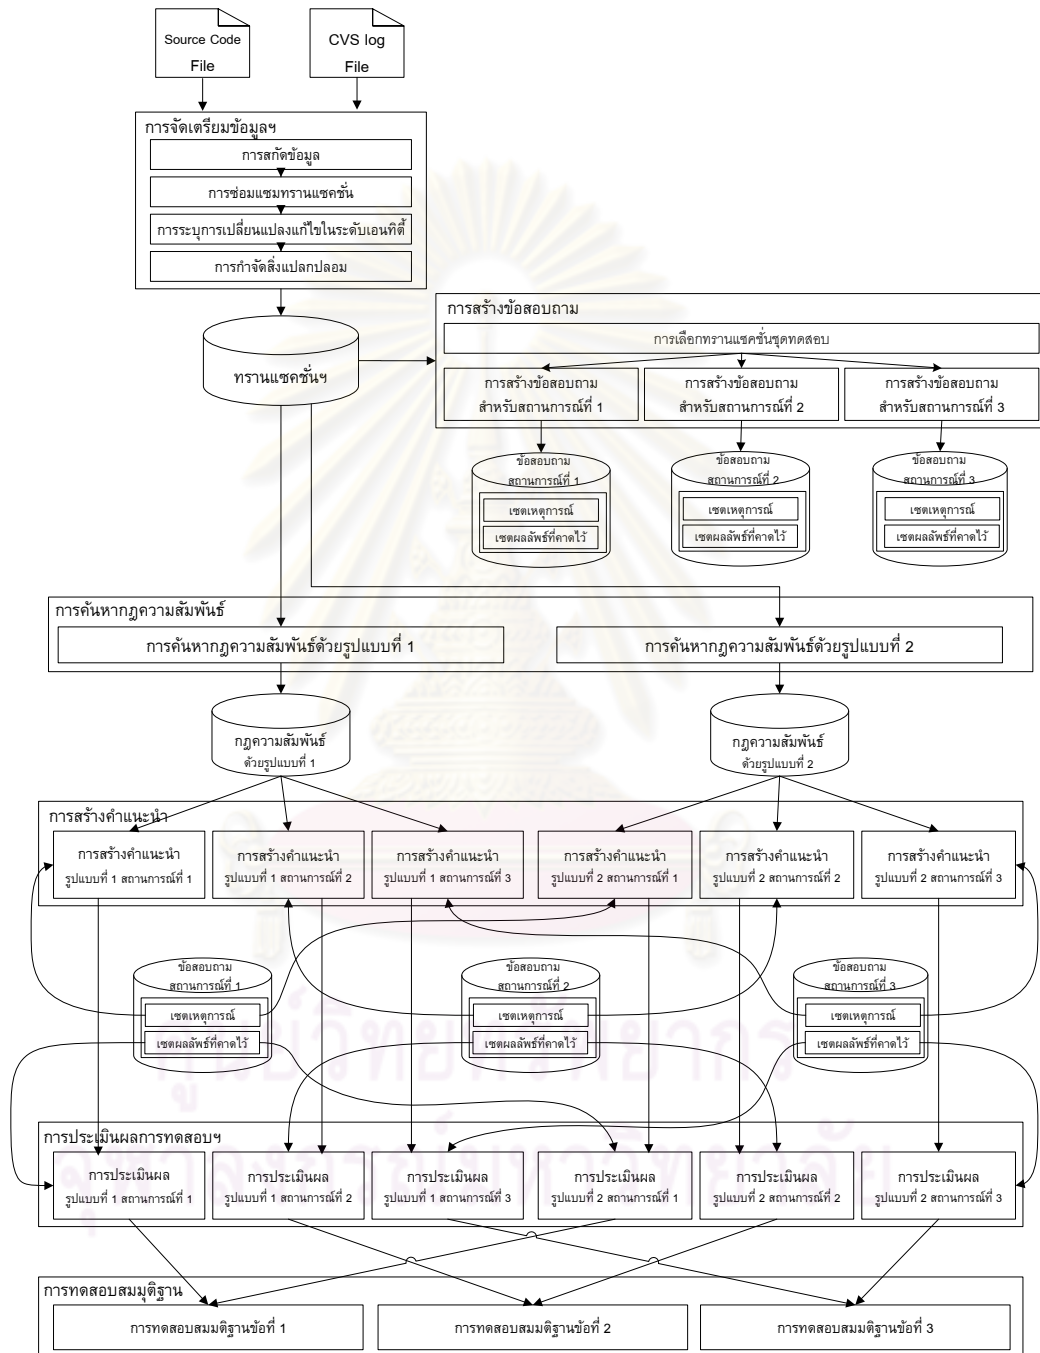 Source Code
File
CVS log
File
การจัดเตรียมข้อมูลฯ
การสกัดข้อมูล
การซ่อมแซมทรานแซคชั่น
การระบุการเปลี่ยนแปลงแก้ไขในระดับเอนทิตี้
การกำจัดสิ่งแปลกปลอม
ทรานแซคชั่นฯ
การสร้างข้อสอบถาม
การเลือกทรานแซคชั่นชุดทดสอบ
การสร้างข้อสอบถาม
สำหรับสถานการณ์ที่ 1
การสร้างข้อสอบถาม
สำหรับสถานการณ์ที่ 2
การสร้างข้อสอบถาม
สำหรับสถานการณ์ที่ 3
ข้อสอบถาม
สถานการณ์ที่ 1
เซตเหตุการณ์
เซตผลลัพธ์ที่คาดไว้
ข้อสอบถาม
สถานการณ์ที่ 2
เซตเหตุการณ์
เซตผลลัพธ์ที่คาดไว้
ข้อสอบถาม
สถานการณ์ที่ 3
เซตเหตุการณ์
เซตผลลัพธ์ที่คาดไว้
การค้นหากฎความสัมพันธ์
การค้นหากฎความสัมพันธ์ด้วยรูปแบบที่ 1
การค้นหากฎความสัมพันธ์ด้วยรูปแบบที่ 2
กฎความสัมพันธ์
ด้วยรูปแบบที่ 1
กฎความสัมพันธ์
ด้วยรูปแบบที่ 2
การสร้างคำแนะนำ
การสร้างคำแนะนำ
รูปแบบที่ 1 สถานการณ์ที่ 1
การสร้างคำแนะนำ
รูปแบบที่ 1 สถานการณ์ที่ 2
การสร้างคำแนะนำ
รูปแบบที่ 1 สถานการณ์ที่ 3
การสร้างคำแนะนำ
รูปแบบที่ 2 สถานการณ์ที่ 1
การสร้างคำแนะนำ
รูปแบบที่ 2 สถานการณ์ที่ 2
การสร้างคำแนะนำ
รูปแบบที่ 2 สถานการณ์ที่ 3
ข้อสอบถาม
สถานการณ์ที่ 1
เซตเหตุการณ์
เซตผลลัพธ์ที่คาดไว้
ข้อสอบถาม
สถานการณ์ที่ 2
เซตเหตุการณ์
เซตผลลัพธ์ที่คาดไว้
ข้อสอบถาม
สถานการณ์ที่ 3
เซตเหตุการณ์
เซตผลลัพธ์ที่คาดไว้
ศูนย์วิทยทรัพยากร
จุฬาลงกรณ์มหาวิทยาลัย
การประเมินผลการทดสอบฯ
การประเมินผล
รูปแบบที่ 1 สถานการณ์ที่ 1
การประเมินผล
รูปแบบที่ 1 สถานการณ์ที่ 2
การประเมินผล
รูปแบบที่ 1 สถานการณ์ที่ 3
การประเมินผล
รูปแบบที่ 2 สถานการณ์ที่ 1
การประเมินผล
รูปแบบที่ 2 สถานการณ์ที่ 2
การประเมินผล
รูปแบบที่ 2 สถานการณ์ที่ 3
การทดสอบสมมุติฐาน
การทดสอบสมมติฐานข้อที่ 1
การทดสอบสมมติฐานข้อที่ 2
การทดสอบสมมติฐานข้อที่ 3